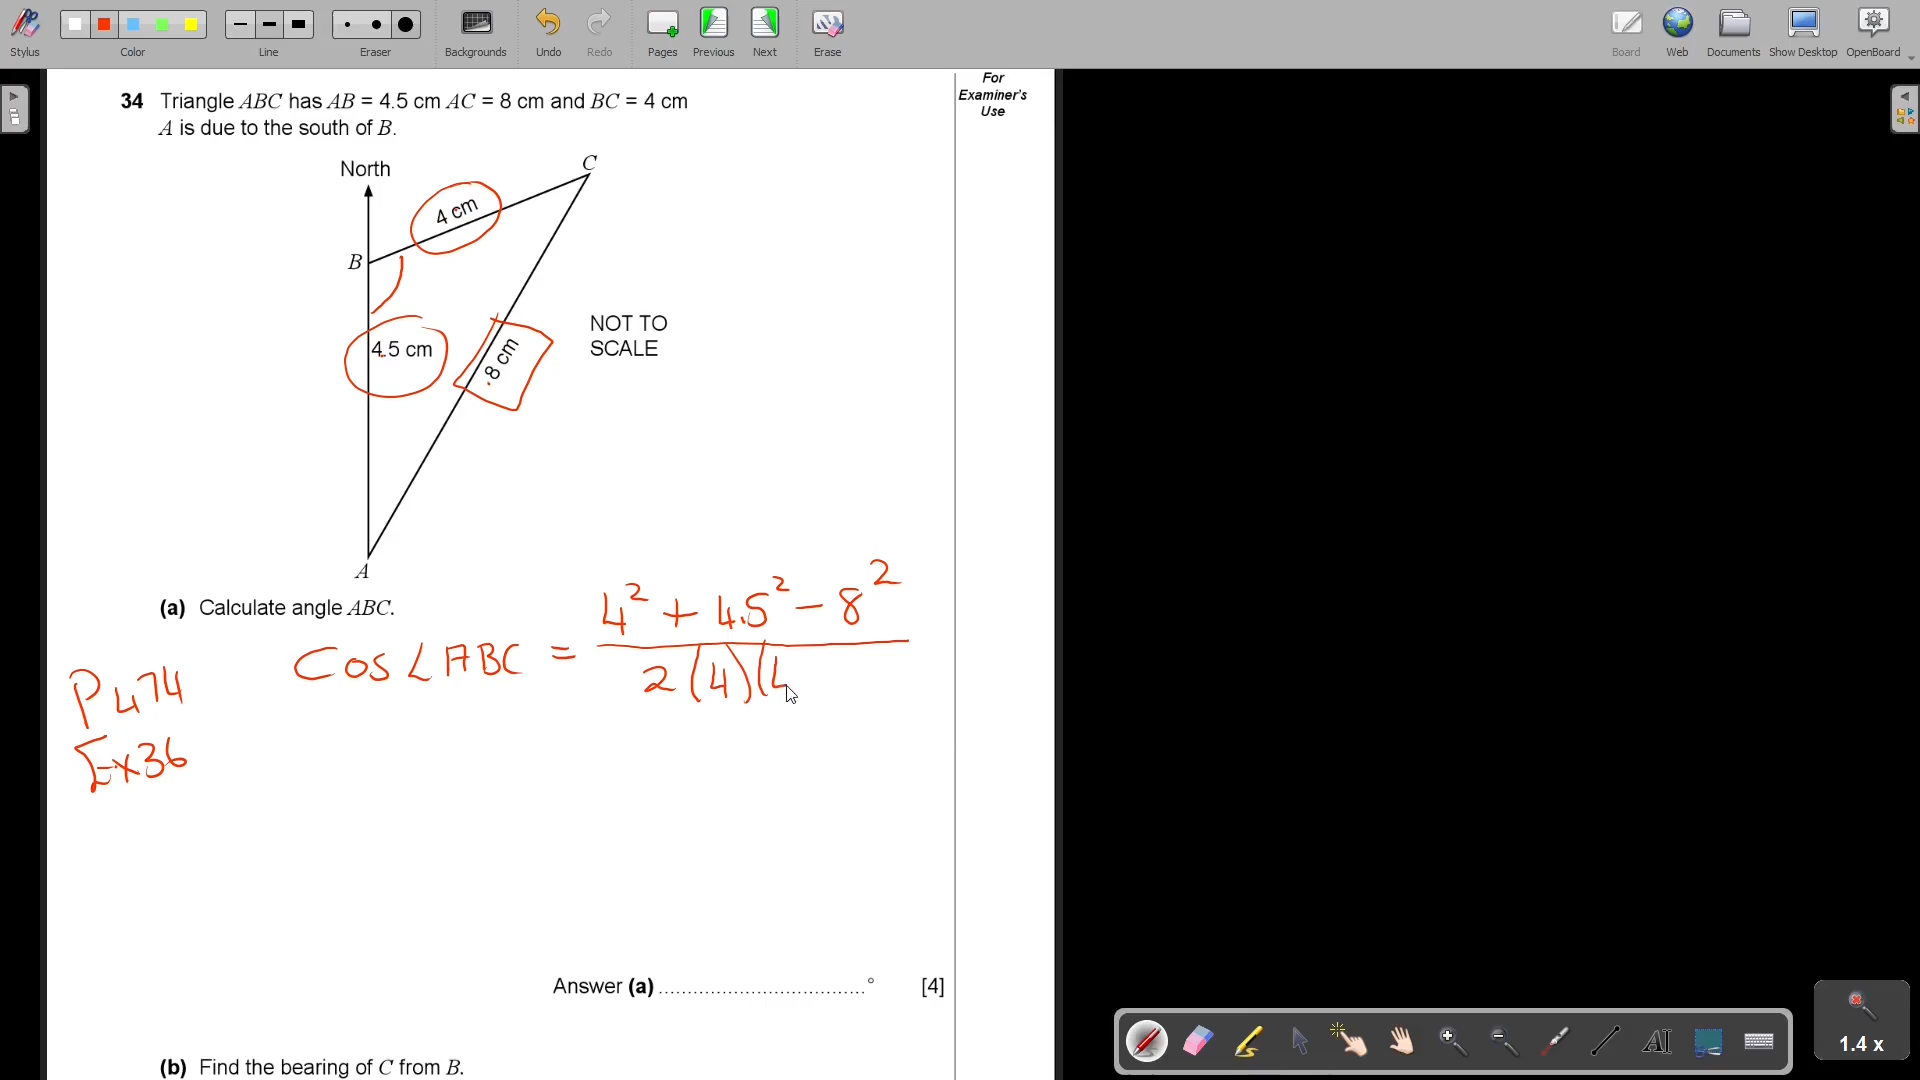 Stylus
Color
Line
Eraser
Backgrounds
Undo
Redo
Pages
Previous
Next
Erase
Board
Web
Documents
Show Desktop
OpenBoard
For
Examiner's
Use
34 Triangle ABC has AB = 4.5 cm AC = 8 cm and BC = 4 cm
A is due to the south of B.
North
C
4 cm
B
NOT TO
SCALE
4.5 cm
8 cm
A
(a) Calculate angle ABC.
4² + 4.5² − 8²
Cos∠ABC =
2(4)(4
P474
Ex36
Answer (a) ................................... ° [4]
(b) Find the bearing of C from B.
1.4 x